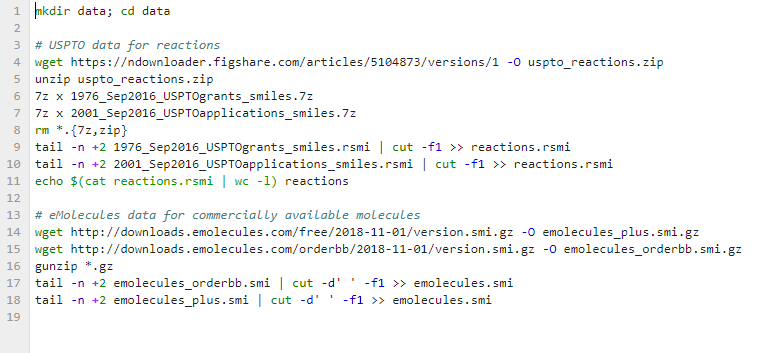 1 mkdir data; cd data
2
3 # USPTO data for reactions
4 wget https://ndownloader.figshare.com/articles/5104873/versions/1 -O uspto_reactions.zip
5 unzip uspto_reactions.zip
6 7z x 1976_Sep2016_USPTOgrants_smiles.7z
7 7z x 2001_Sep2016_USPTOapplications_smiles.7z
8 rm *.{7z,zip}
9 tail -n +2 1976_Sep2016_USPTOgrants_smiles.rsmi | cut -f1 >> reactions.rsmi
10 tail -n +2 2001_Sep2016_USPTOapplications_smiles.rsmi | cut -f1 >> reactions.rsmi
11 echo $(cat reactions.rsmi | wc -l) reactions
12
13 # eMolecules data for commercially available molecules
14 wget http://downloads.emolecules.com/free/2018-11-01/version.smi.gz -O emolecules_plus.smi.gz
15 wget http://downloads.emolecules.com/orderbb/2018-11-01/version.smi.gz -O emolecules_orderbb.smi.gz
16 gunzip *.gz
17 tail -n +2 emolecules_orderbb.smi | cut -d' ' -f1 >> emolecules.smi
18 tail -n +2 emolecules_plus.smi | cut -d' ' -f1 >> emolecules.smi
19